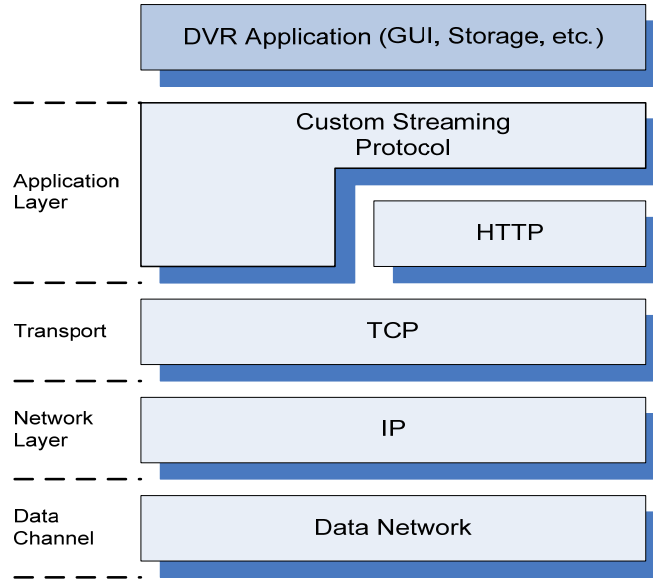 DVR Application (GUI, Storage, etc.)
Custom Streaming
Protocol
Application
Layer
HTTP
Transport
TCP
Network
Layer
IP
Data
Channel
Data Network